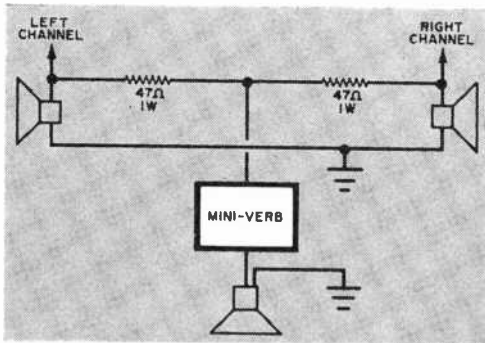 LEFT
CHANNEL
RIGHT
CHANNEL
47Ω
1W
47Ω
1W
MINI-VERB